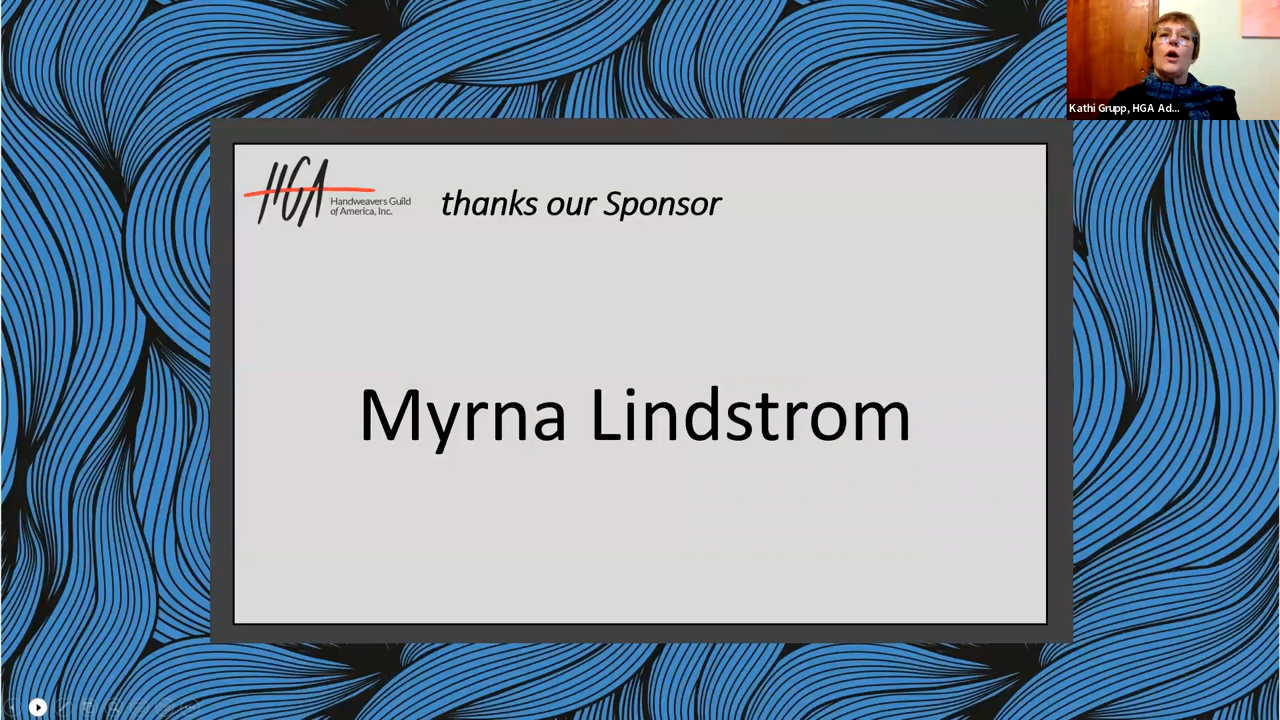 Kathi Grupp, HGA Ad...
HGA
Handweavers Guild
of America, Inc.
thanks our Sponsor
Myrna Lindstrom